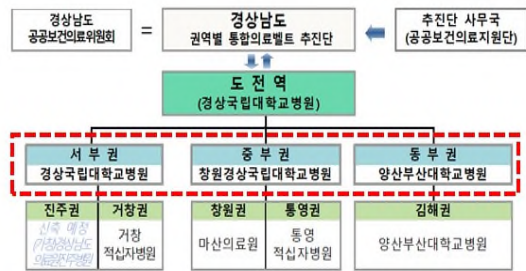 경상남도
공공보건의료위원회
=
경상남도
권역별 통합의료벨트 추진단
추진단 사무국
(공공보건의료지원단)
도 전 역
(경상국립대학교병원)
서 부 권
경상국립대학교병원
중 부 권
창원경상국립대학교병원
동 부 권
양산부산대학교병원
진주권
신축 예정
(가칭)경상남도
의료원진주병원
거창권
거창
적십자병원
창원권
마산의료원
통영권
통영
적십자병원
김해권
양산부산대학교병원